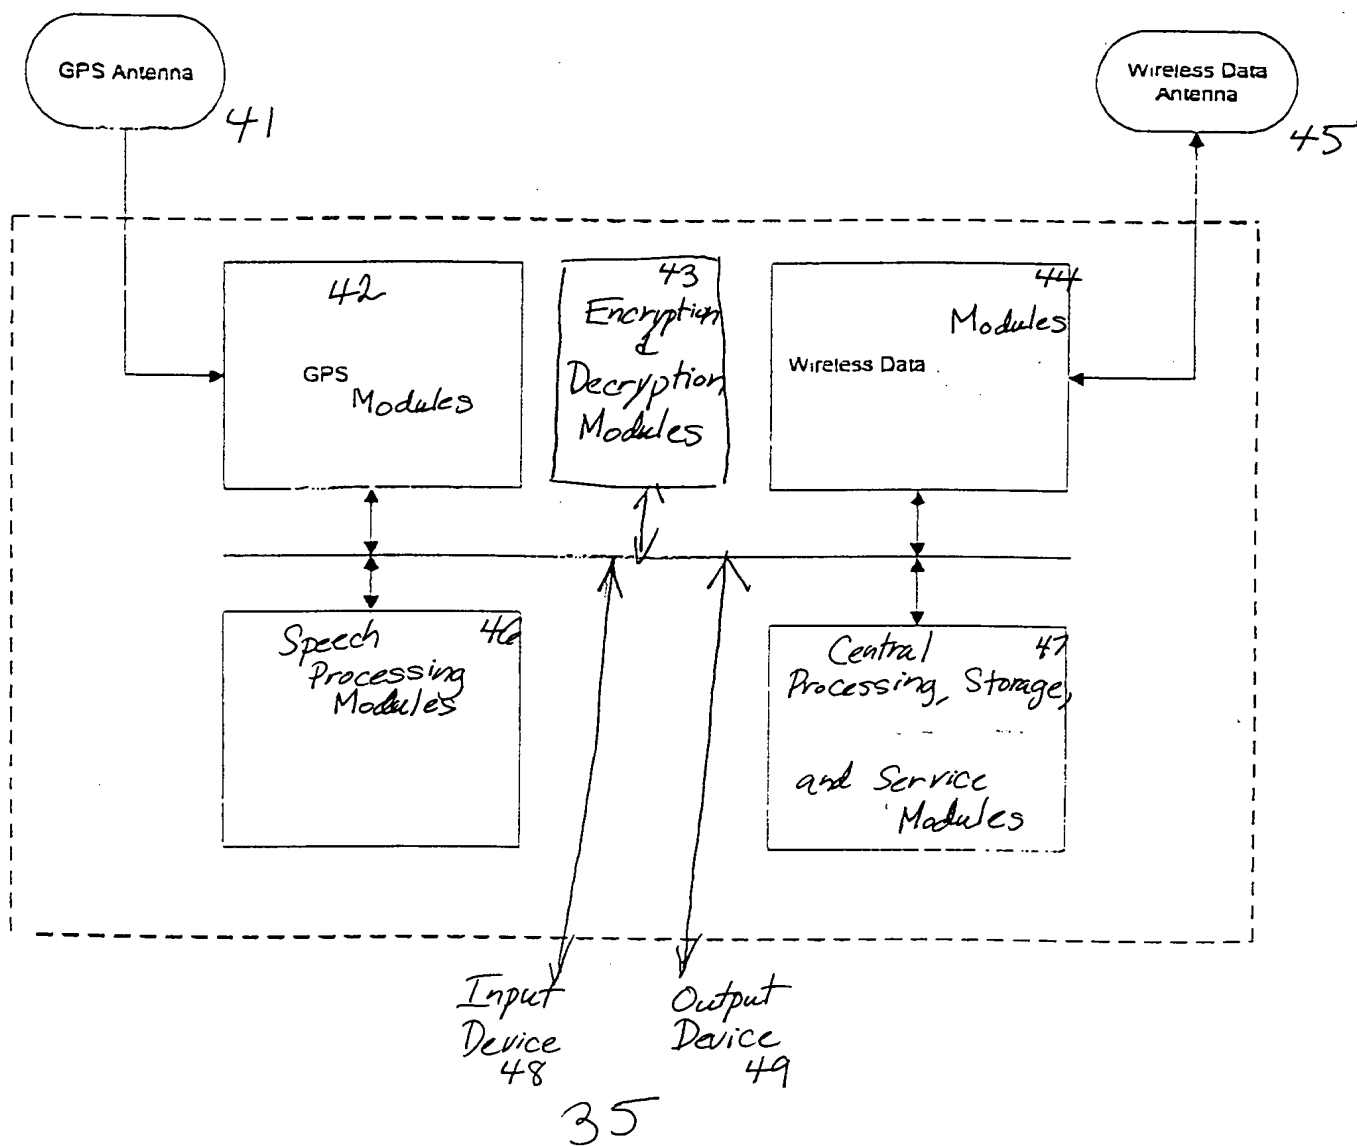 GPS Antenna
41
Wireless Data
Antenna
45
42
GPS
Modules
43
Encryption
&
Decryption
Modules
44
Modules
Wireless Data
Speech
46
Processing
Modules
Central
47
Processing, Storage,
and Service
Modules
Input
Device
48
Output
Device
49
35